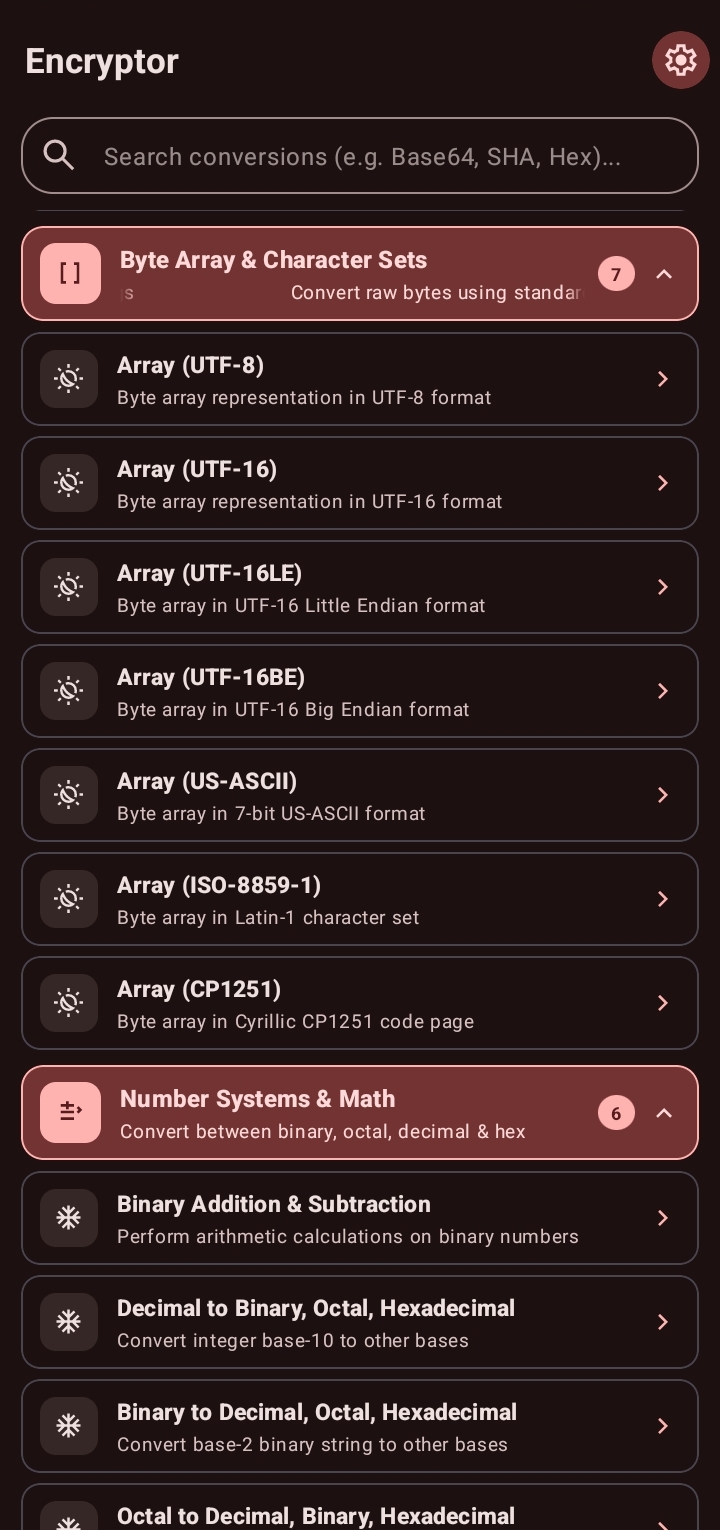 Encryptor
Search conversions (e.g. Base64, SHA, Hex)...
Byte Array & Character Sets
Convert raw bytes using
7
Array (UTF-8)
Byte array representation in UTF-8 format
Array (UTF-16)
Byte array representation in UTF-16 format
Array (UTF-16LE)
Byte array in UTF-16 Little Endian format
Array (UTF-16BE)
Byte array in UTF-16 Big Endian format
Array (US-ASCII)
Byte array in 7-bit US-ASCII format
Array (ISO-8859-1)
Byte array in Latin-1 character set
Array (CP1251)
Byte array in Cyrillic CP1251 code page
Number Systems & Math
Convert between binary, octal, decimal & hex
6
Binary Addition & Subtraction
Perform arithmetic calculations on binary numbers
Decimal to Binary, Octal, Hexadecimal
Convert integer base-10 to other bases
Binary to Decimal, Octal, Hexadecimal
Convert base-2 binary string to other bases
Octal to Decimal, Binary, Hexadecimal